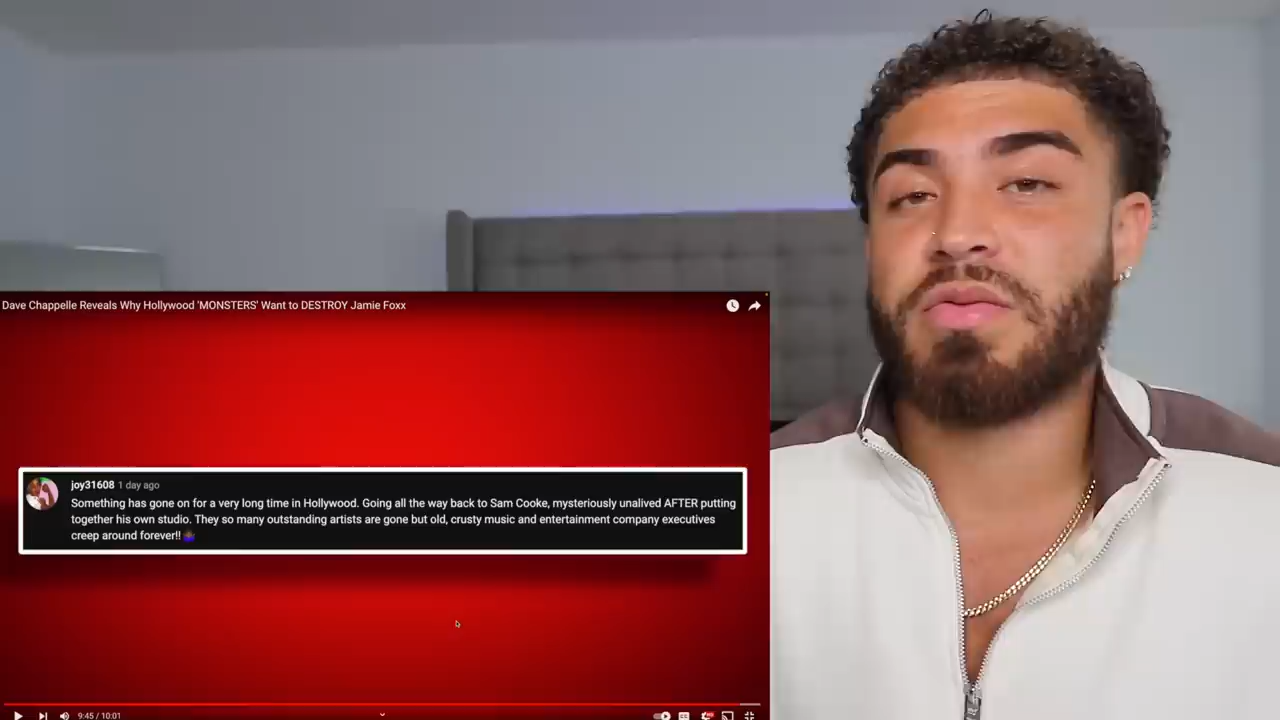 Dave Chappelle Reveals Why Hollywood 'MONSTERS' Want to DESTROY Jamie Foxx
joy31608 1 day ago
Something has gone on for a very long time in Hollywood. Going all the way back to Sam Cooke, mysteriously unalived AFTER putting
together his own studio. They so many outstanding artists are gone but old, crusty music and entertainment company executives
creep around forever!! 🤷🏿‍♀️
9:45 / 10:01